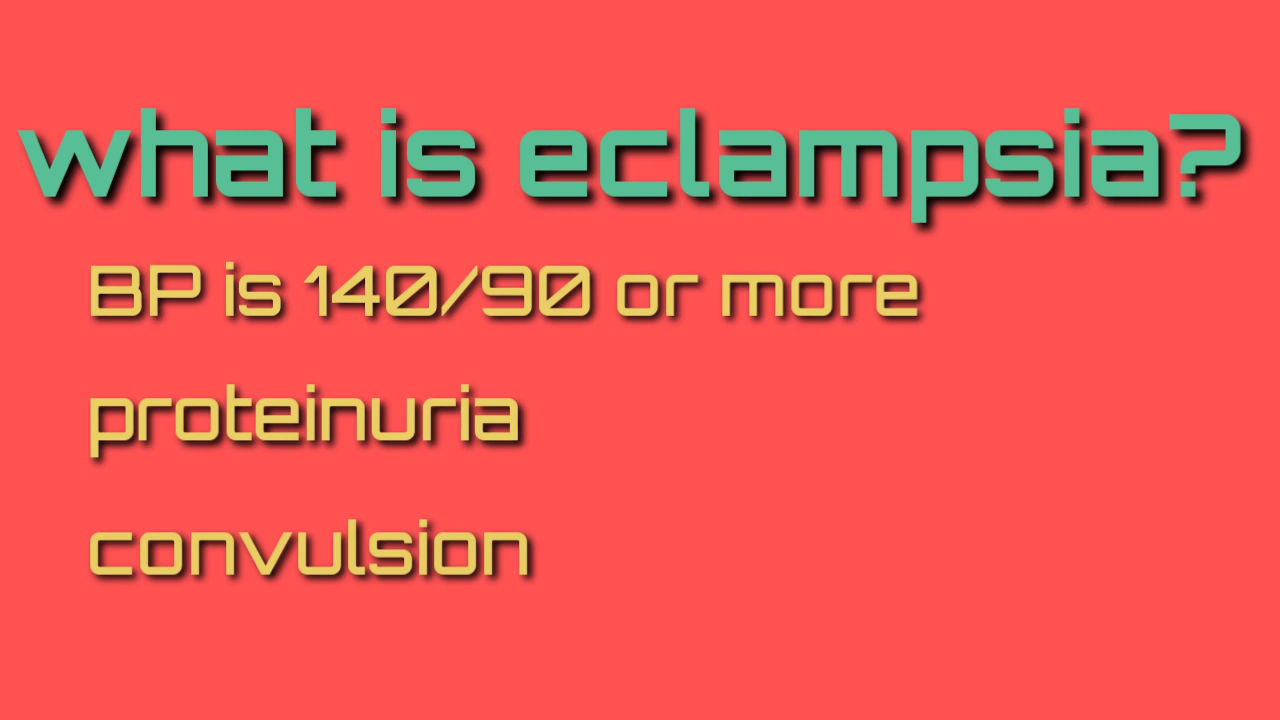 what is eclampsia?
BP is 140/90 or more
proteinuria
convulsion